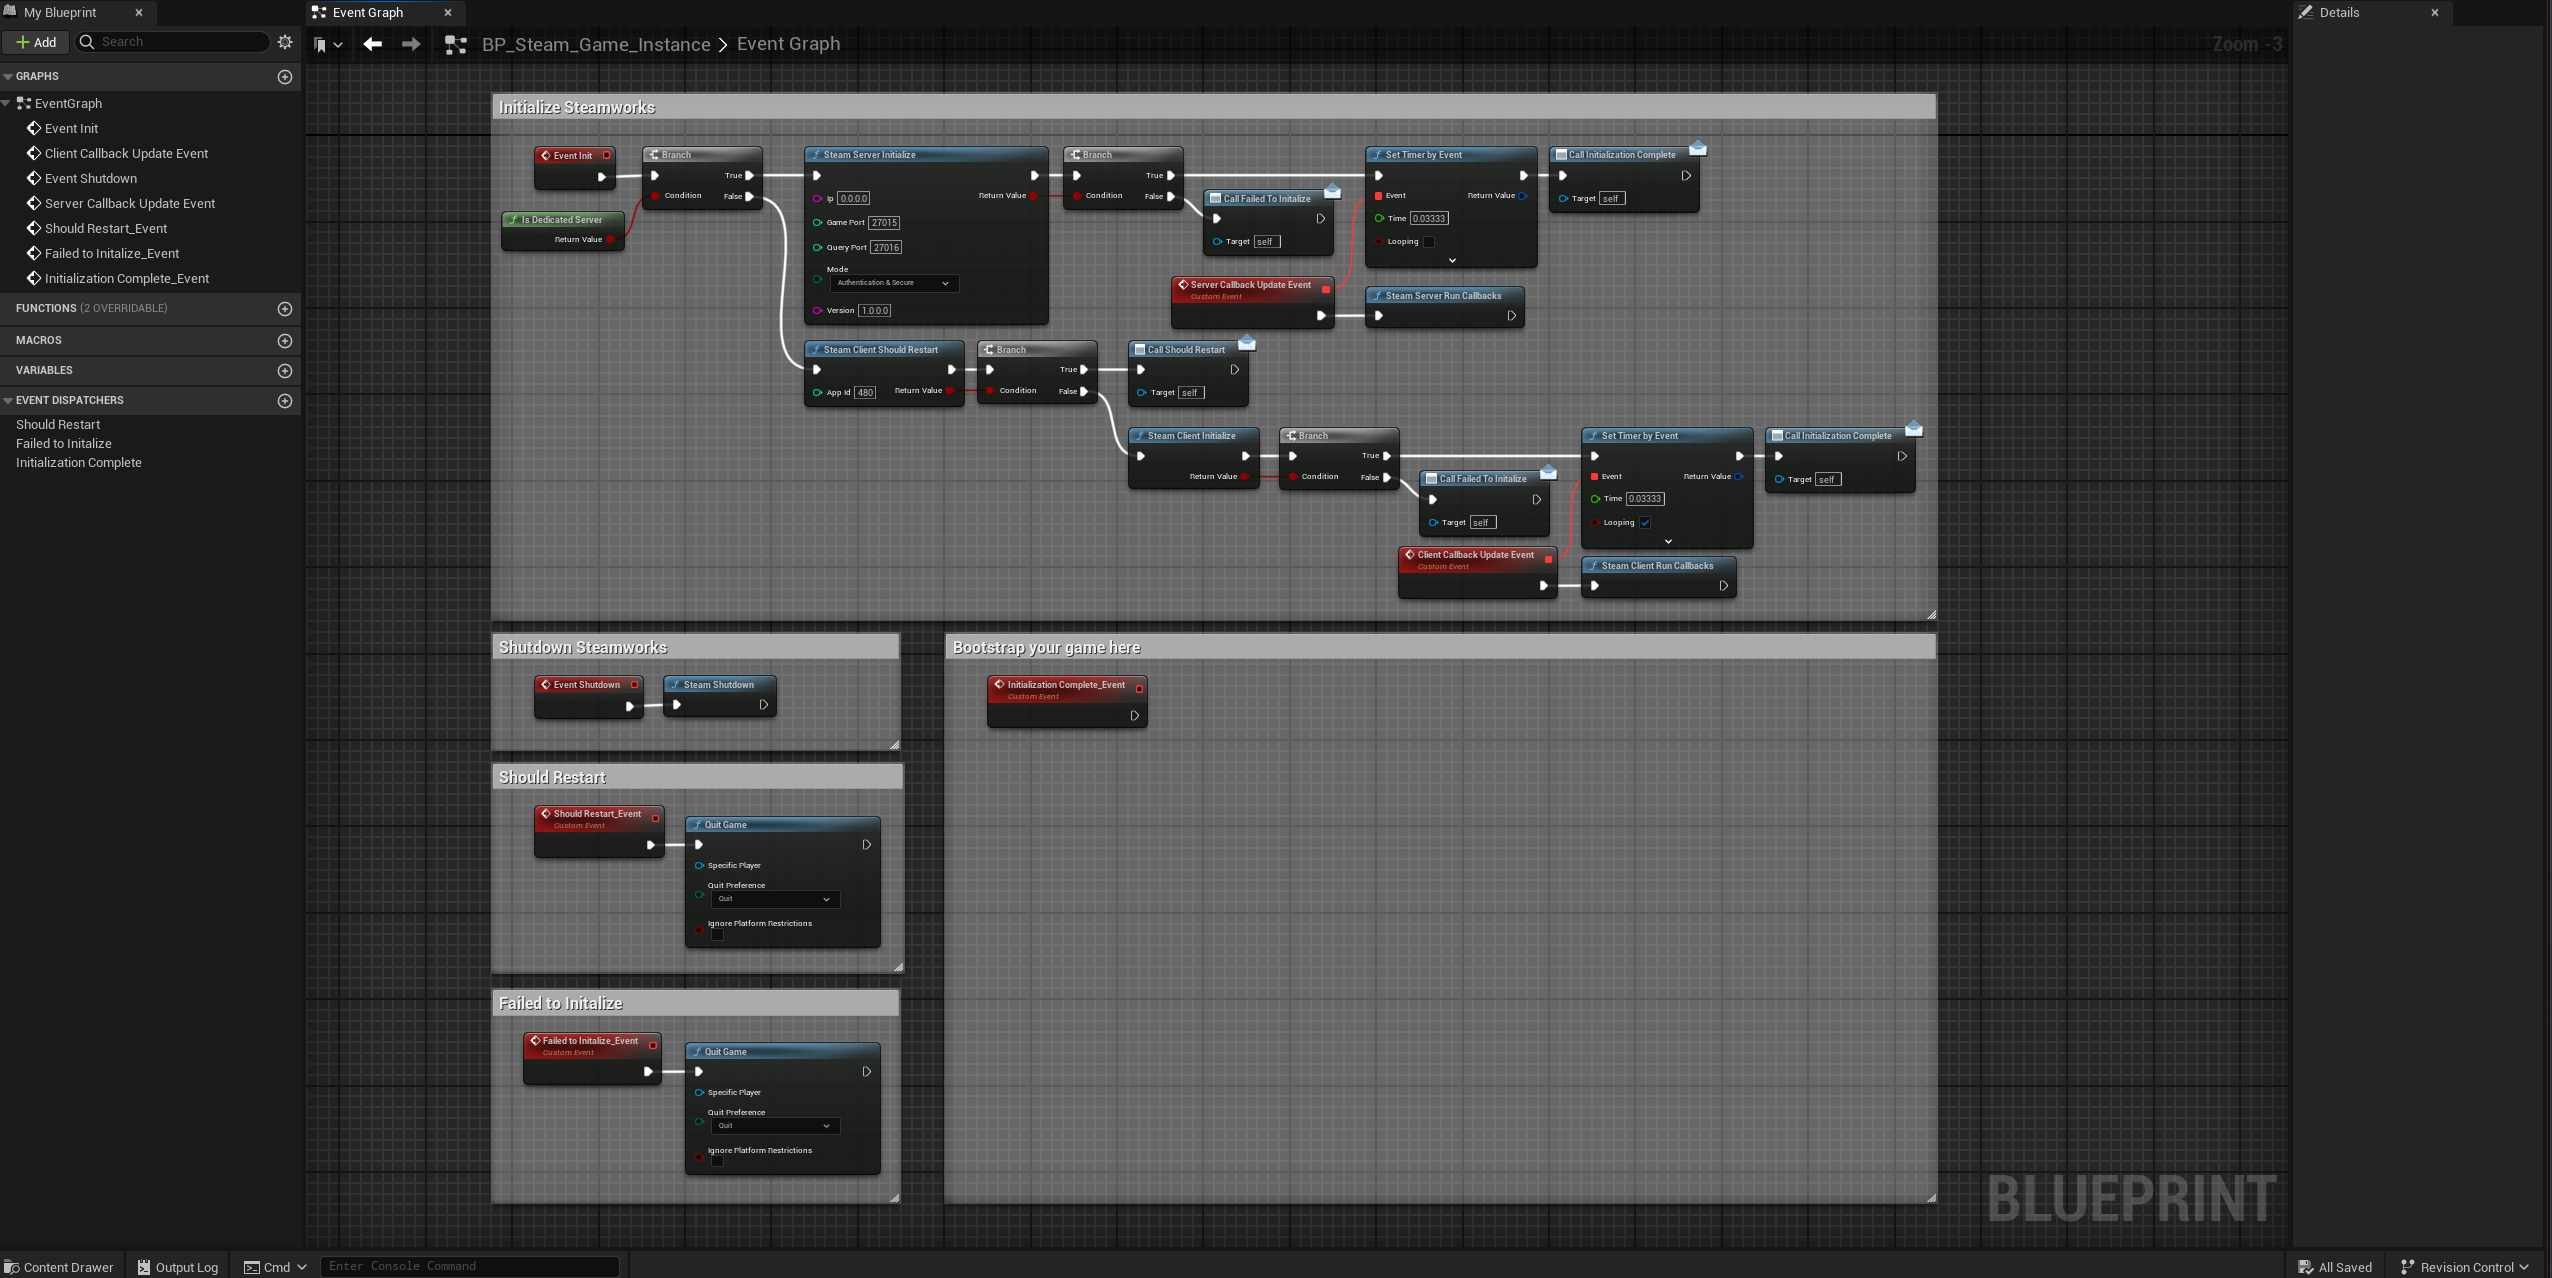 My Blueprint
Event Graph
Details
Add
Search
BP_Steam_Game_Instance > Event Graph
Zoom -3
GRAPHS
EventGraph
Event Init
Client Callback Update Event
Event Shutdown
Server Callback Update Event
Should Restart_Event
Failed to Initalize_Event
Initialization Complete_Event
FUNCTIONS (2 OVERRIDABLE)
MACROS
VARIABLES
EVENT DISPATCHERS
Should Restart
Failed to Initalize
Initialization Complete
Initialize Steamworks
Event Init
Is Dedicated Server
Return Value
Branch
True
Condition
False
Steam Server Initialize
Return Value
Ip 0.0.0.0
Game Port 27015
Query Port 27016
Mode
Authentication & Secure
Version 1.0.0.0
Branch
True
Condition
False
Call Failed To Initalize
Target self
Set Timer by Event
Event
Return Value
Time 0.03333
Looping
Call Initialization Complete
Target self
Server Callback Update Event
Custom Event
Steam Server Run Callbacks
Steam Client Should Restart
App Id 480
Return Value
Branch
True
Condition
False
Call Should Restart
Target self
Steam Client Initialize
Return Value
Branch
True
Condition
False
Call Failed To Initalize
Target self
Set Timer by Event
Event
Return Value
Time 0.03333
Looping
Call Initialization Complete
Target self
Client Callback Update Event
Custom Event
Steam Client Run Callbacks
Shutdown Steamworks
Event Shutdown
Steam Shutdown
Bootstrap your game here
Initialization Complete_Event
Custom Event
Should Restart
Should Restart_Event
Custom Event
Quit Game
Specific Player
Quit Preference
Quit
Ignore Platform Restrictions
Failed to Initalize
Failed to Initalize_Event
Custom Event
Quit Game
Specific Player
Quit Preference
Quit
Ignore Platform Restrictions
BLUEPRINT
Content Drawer
Output Log
Cmd
Enter Console Command
All Saved
Revision Control